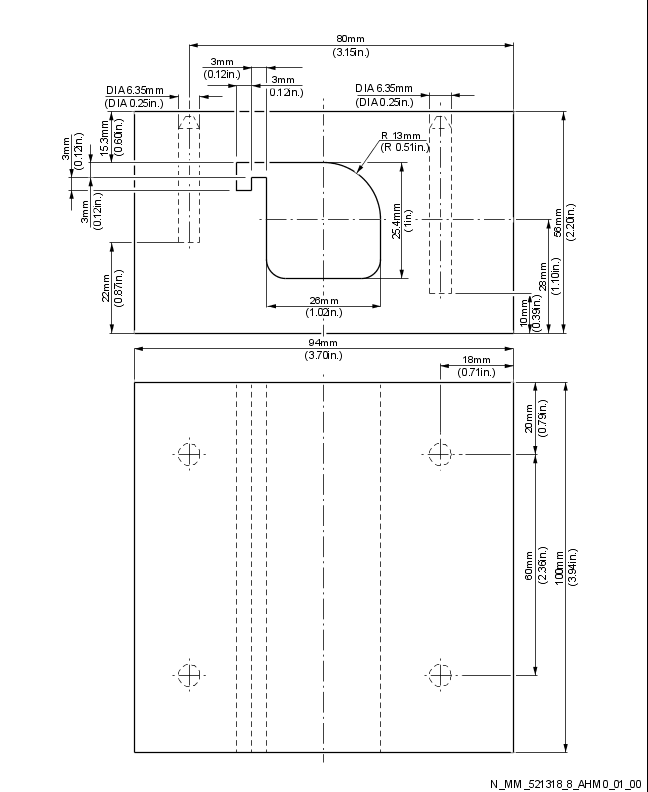 80mm
(3.15in.)
3mm
(0.12in.)
3mm
0.12in.)
DIA 6.35mm
(DIA 0.25in.)
DIA 6.35mm
(DIA 0.25in.)
R 13mm
(R 0.51in.)
3mm
(0.12in.)
15.3mm
(0.60in.)
3mm
(0.12in.)
25.4mm
(1in.)
56mm
(2.20in.)
28mm
(1.10in.)
22mm
(0.87in.)
10mm
(0.39in.)
26mm
(1.02in.)
94mm
(3.70in.)
18mm
(0.71in.)
20mm
(0.79in.)
60mm
(2.36in.)
100mm
(3.94in.)
N_MM_521318_8_AHM0_01_00